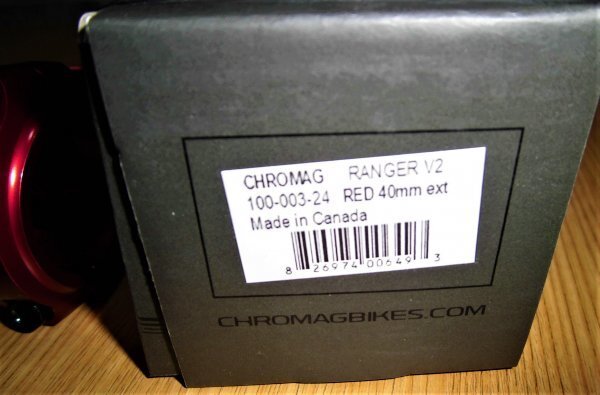 CHROMAG RANGER V2
100-003-24 RED 40mm ext
Made in Canada
8 26974 00649 3
CHROMAGBIKES.COM